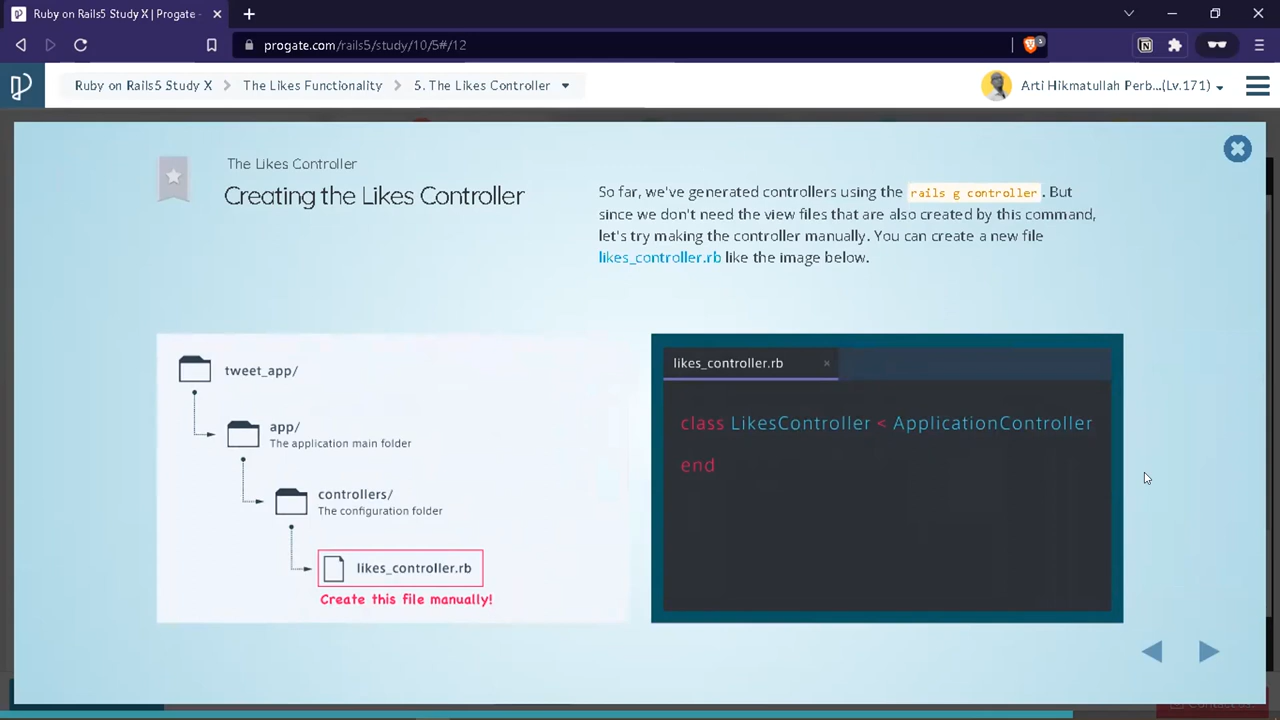 Ruby on Rails5 Study X | Progate -
progate.com/rails5/study/10/5#/12
3
Ruby on Rails5 Study X
The Likes Functionality
5. The Likes Controller
Arti Hikmatullah Perb...(Lv.171)
The Likes Controller
Creating the Likes Controller
So far, we've generated controllers using the rails g controller. But
since we don't need the view files that are also created by this command,
let's try making the controller manually. You can create a new file
likes_controller.rb like the image below.
tweet_app/
app/
The application main folder
controllers/
The configuration folder
likes_controller.rb
Create this file manually!
likes_controller.rb
class LikesController < ApplicationController
end
Contact us!